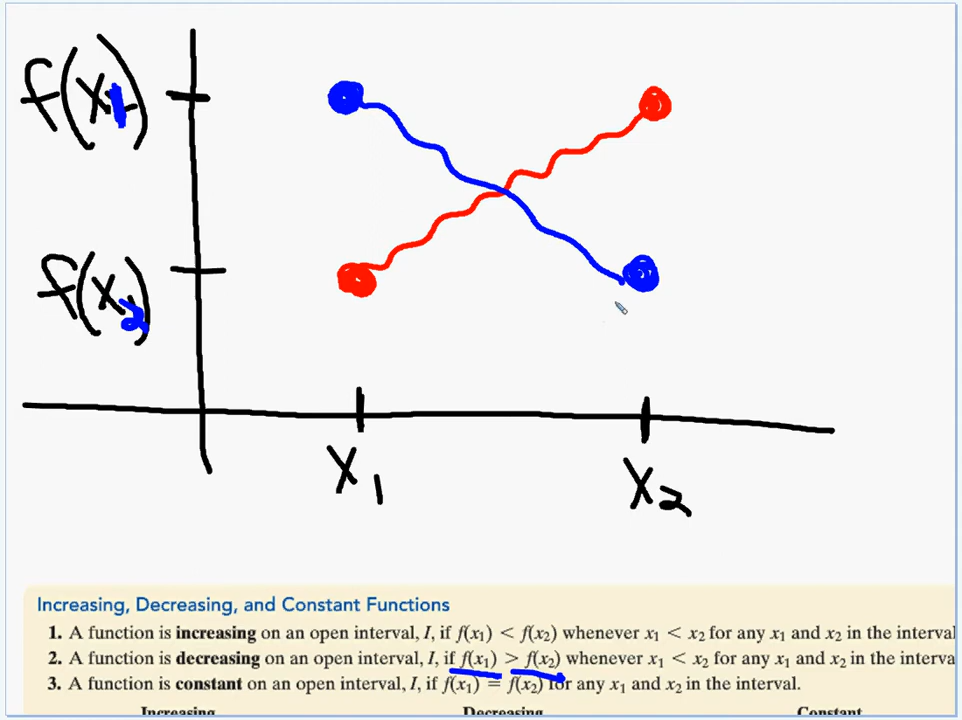 f(x1)
f(x2)
x1
x2
Increasing, Decreasing, and Constant Functions
1. A function is increasing on an open interval, I, if f(x₁) < f(x₂) whenever x₁ < x₂ for any x₁ and x₂ in the interval
2. A function is decreasing on an open interval, I, if f(x₁) > f(x₂) whenever x₁ < x₂ for any x₁ and x₂ in the interva
3. A function is constant on an open interval, I, if f(x₁) = f(x₂) for any x₁ and x₂ in the interval.
Increasing Decreasing Constant